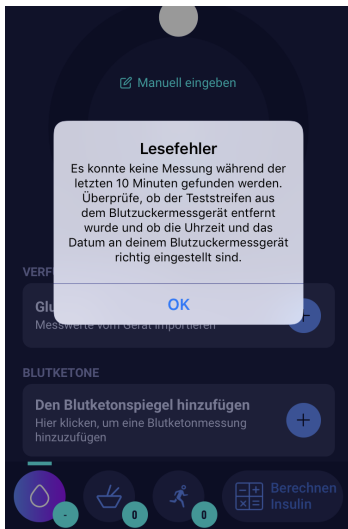 Manuell eingeben
Lesefehler
Es konnte keine Messung während der
letzten 10 Minuten gefunden werden.
Überprüfe, ob der Teststreifen aus
dem Blutzuckermessgerät entfernt
wurde und ob die Uhrzeit und das
Datum an deinem Blutzuckermessgerät
richtig eingestellt sind.
OK
Messwerte vom Gerät importieren
BLUTKETONE
Den Blutketonspiegel hinzufügen
Hier klicken, um eine Blutketonmessung
hinzuzufügen
-
0
0
Berechnen
Insulin